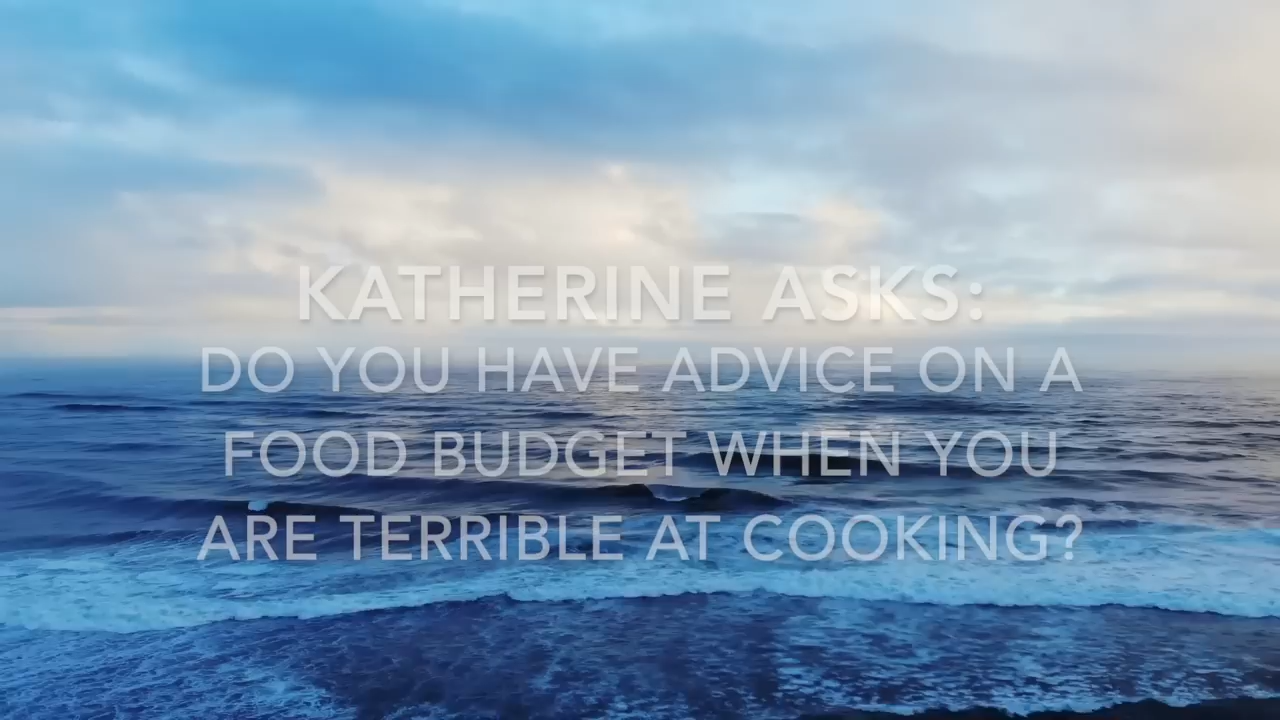 KATHERINE ASKS:
DO YOU HAVE ADVICE ON A
FOOD BUDGET WHEN YOU
ARE TERRIBLE AT COOKING?